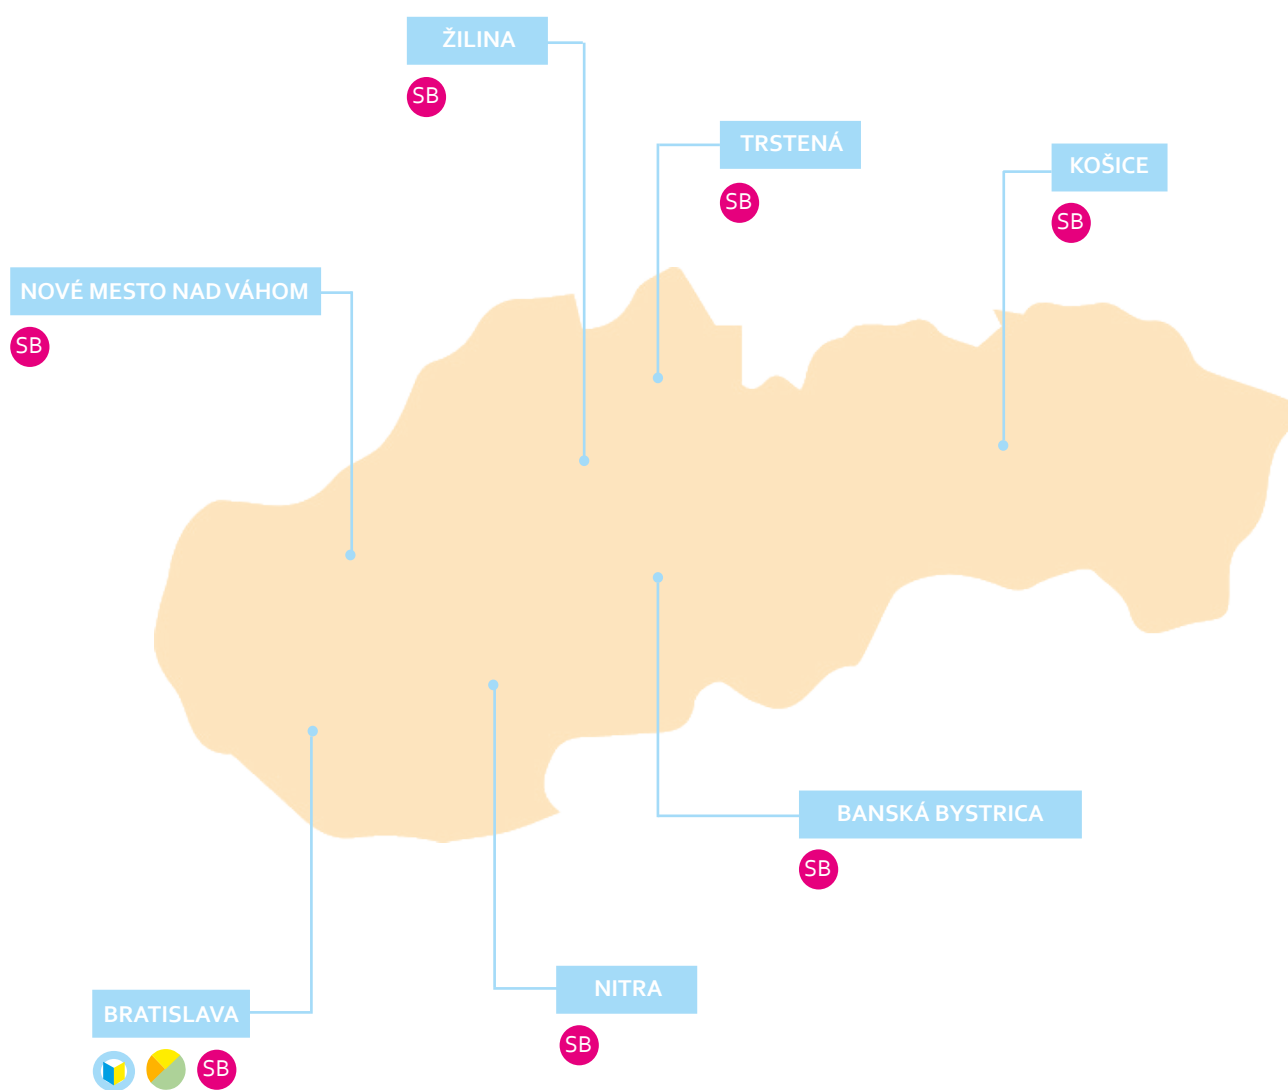 ŽILINA
SB
TRSTENÁ
SB
KOŠICE
SB
NOVÉ MESTO NAD VÁHOM
SB
BANSKÁ BYSTRICA
SB
NITRA
SB
BRATISLAVA
SB